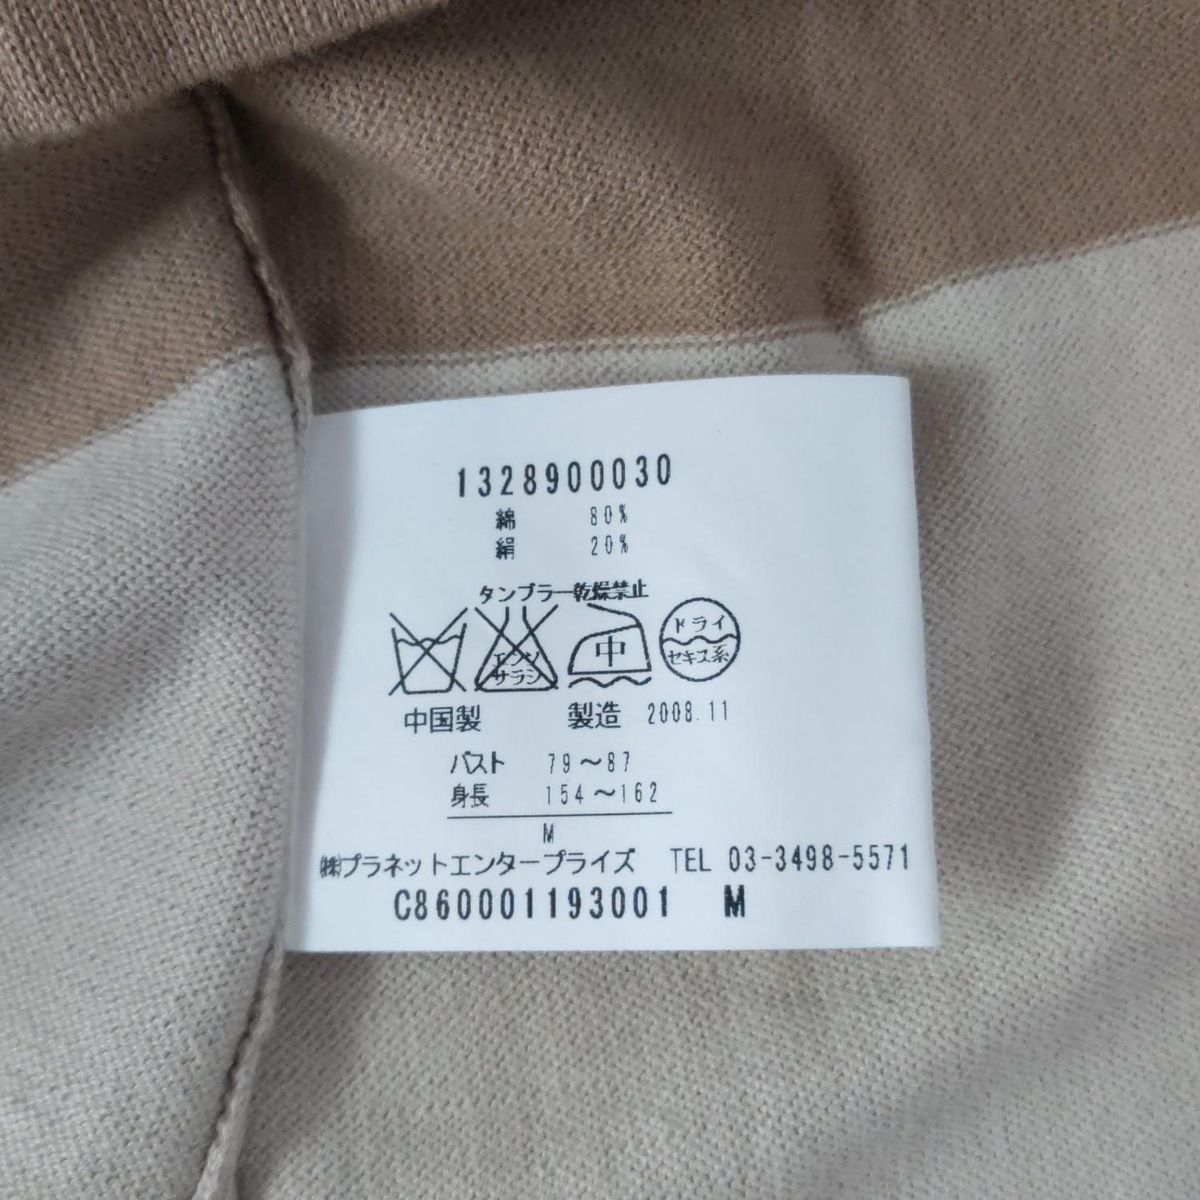 1328900030
綿 80%
絹 20%
タンブラー乾燥禁止
エンソサラシ
中
ドライ
セキユ系
中国製 製造 2008.11
バスト 79~87
身長 154~162
M
㈱プラネットエンタープライズ TEL 03-3498-5571
C860001193001 M